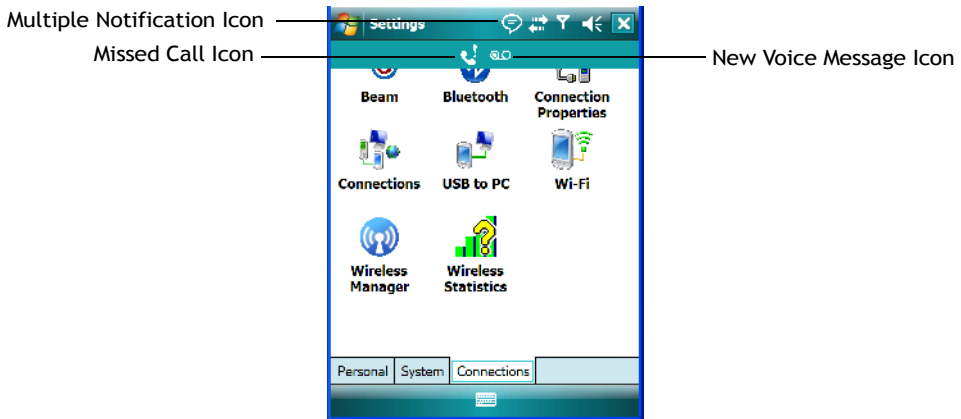 Multiple Notification Icon
Settings
Missed Call Icon
New Voice Message Icon
Beam
Bluetooth
Connection
Properties
Connections
USB to PC
Wi-Fi
Wireless
Manager
Wireless
Statistics
Personal
System
Connections